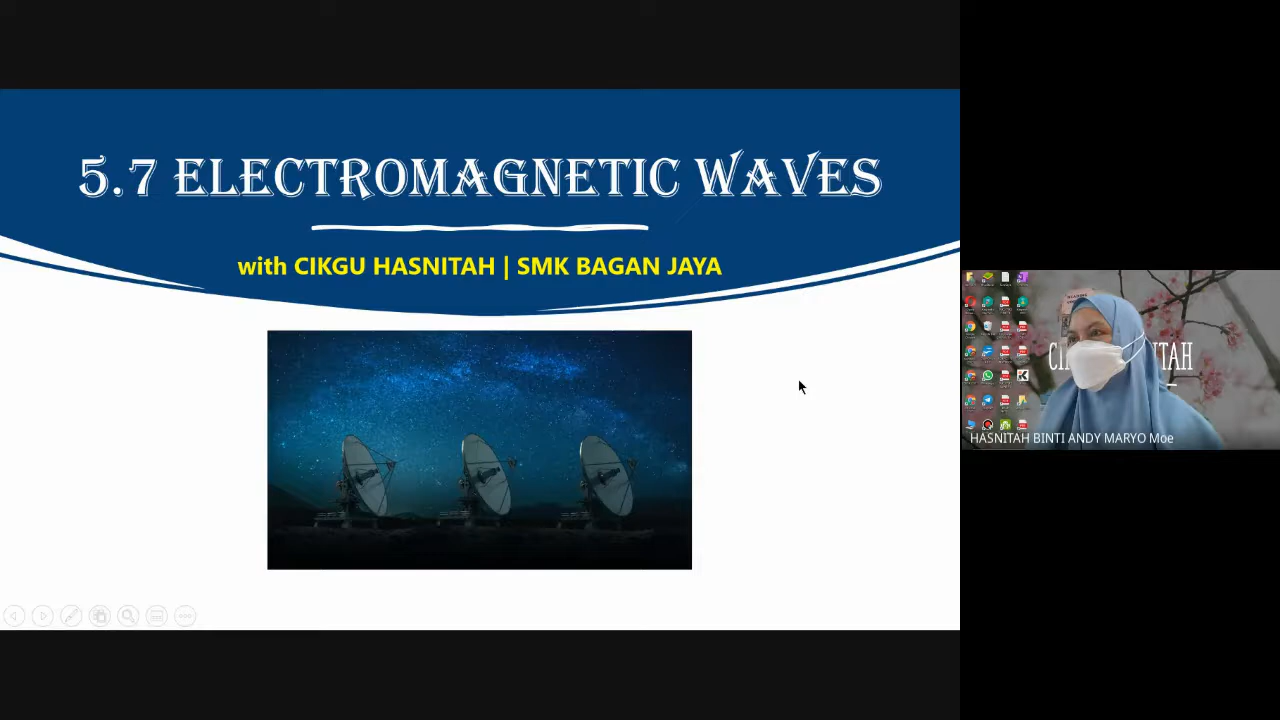 5.7 ELECTROMAGNETIC WAVES
with CIKGU HASNITAH | SMK BAGAN JAYA
HASNITAH BINTI ANDY MARYO Moe